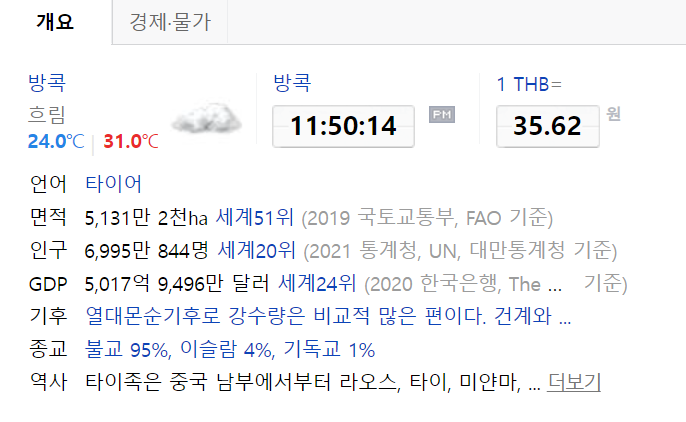 개요 경제·물가
방콕 방콕 1 THB=
흐림
24.0℃ 31.0℃ 11:50:14 PM 35.62 원
언어 타이어
면적 5,131만 2천ha 세계51위 (2019 국토교통부, FAO 기준)
인구 6,995만 844명 세계20위 (2021 통계청, UN, 대만통계청 기준)
GDP 5,017억 9,496만 달러 세계24위 (2020 한국은행, The ... 기준)
기후 열대몬순기후로 강수량은 비교적 많은 편이다. 건계와 ...
종교 불교 95%, 이슬람 4%, 기독교 1%
역사 타이족은 중국 남부에서부터 라오스, 타이, 미얀마, ... 더보기